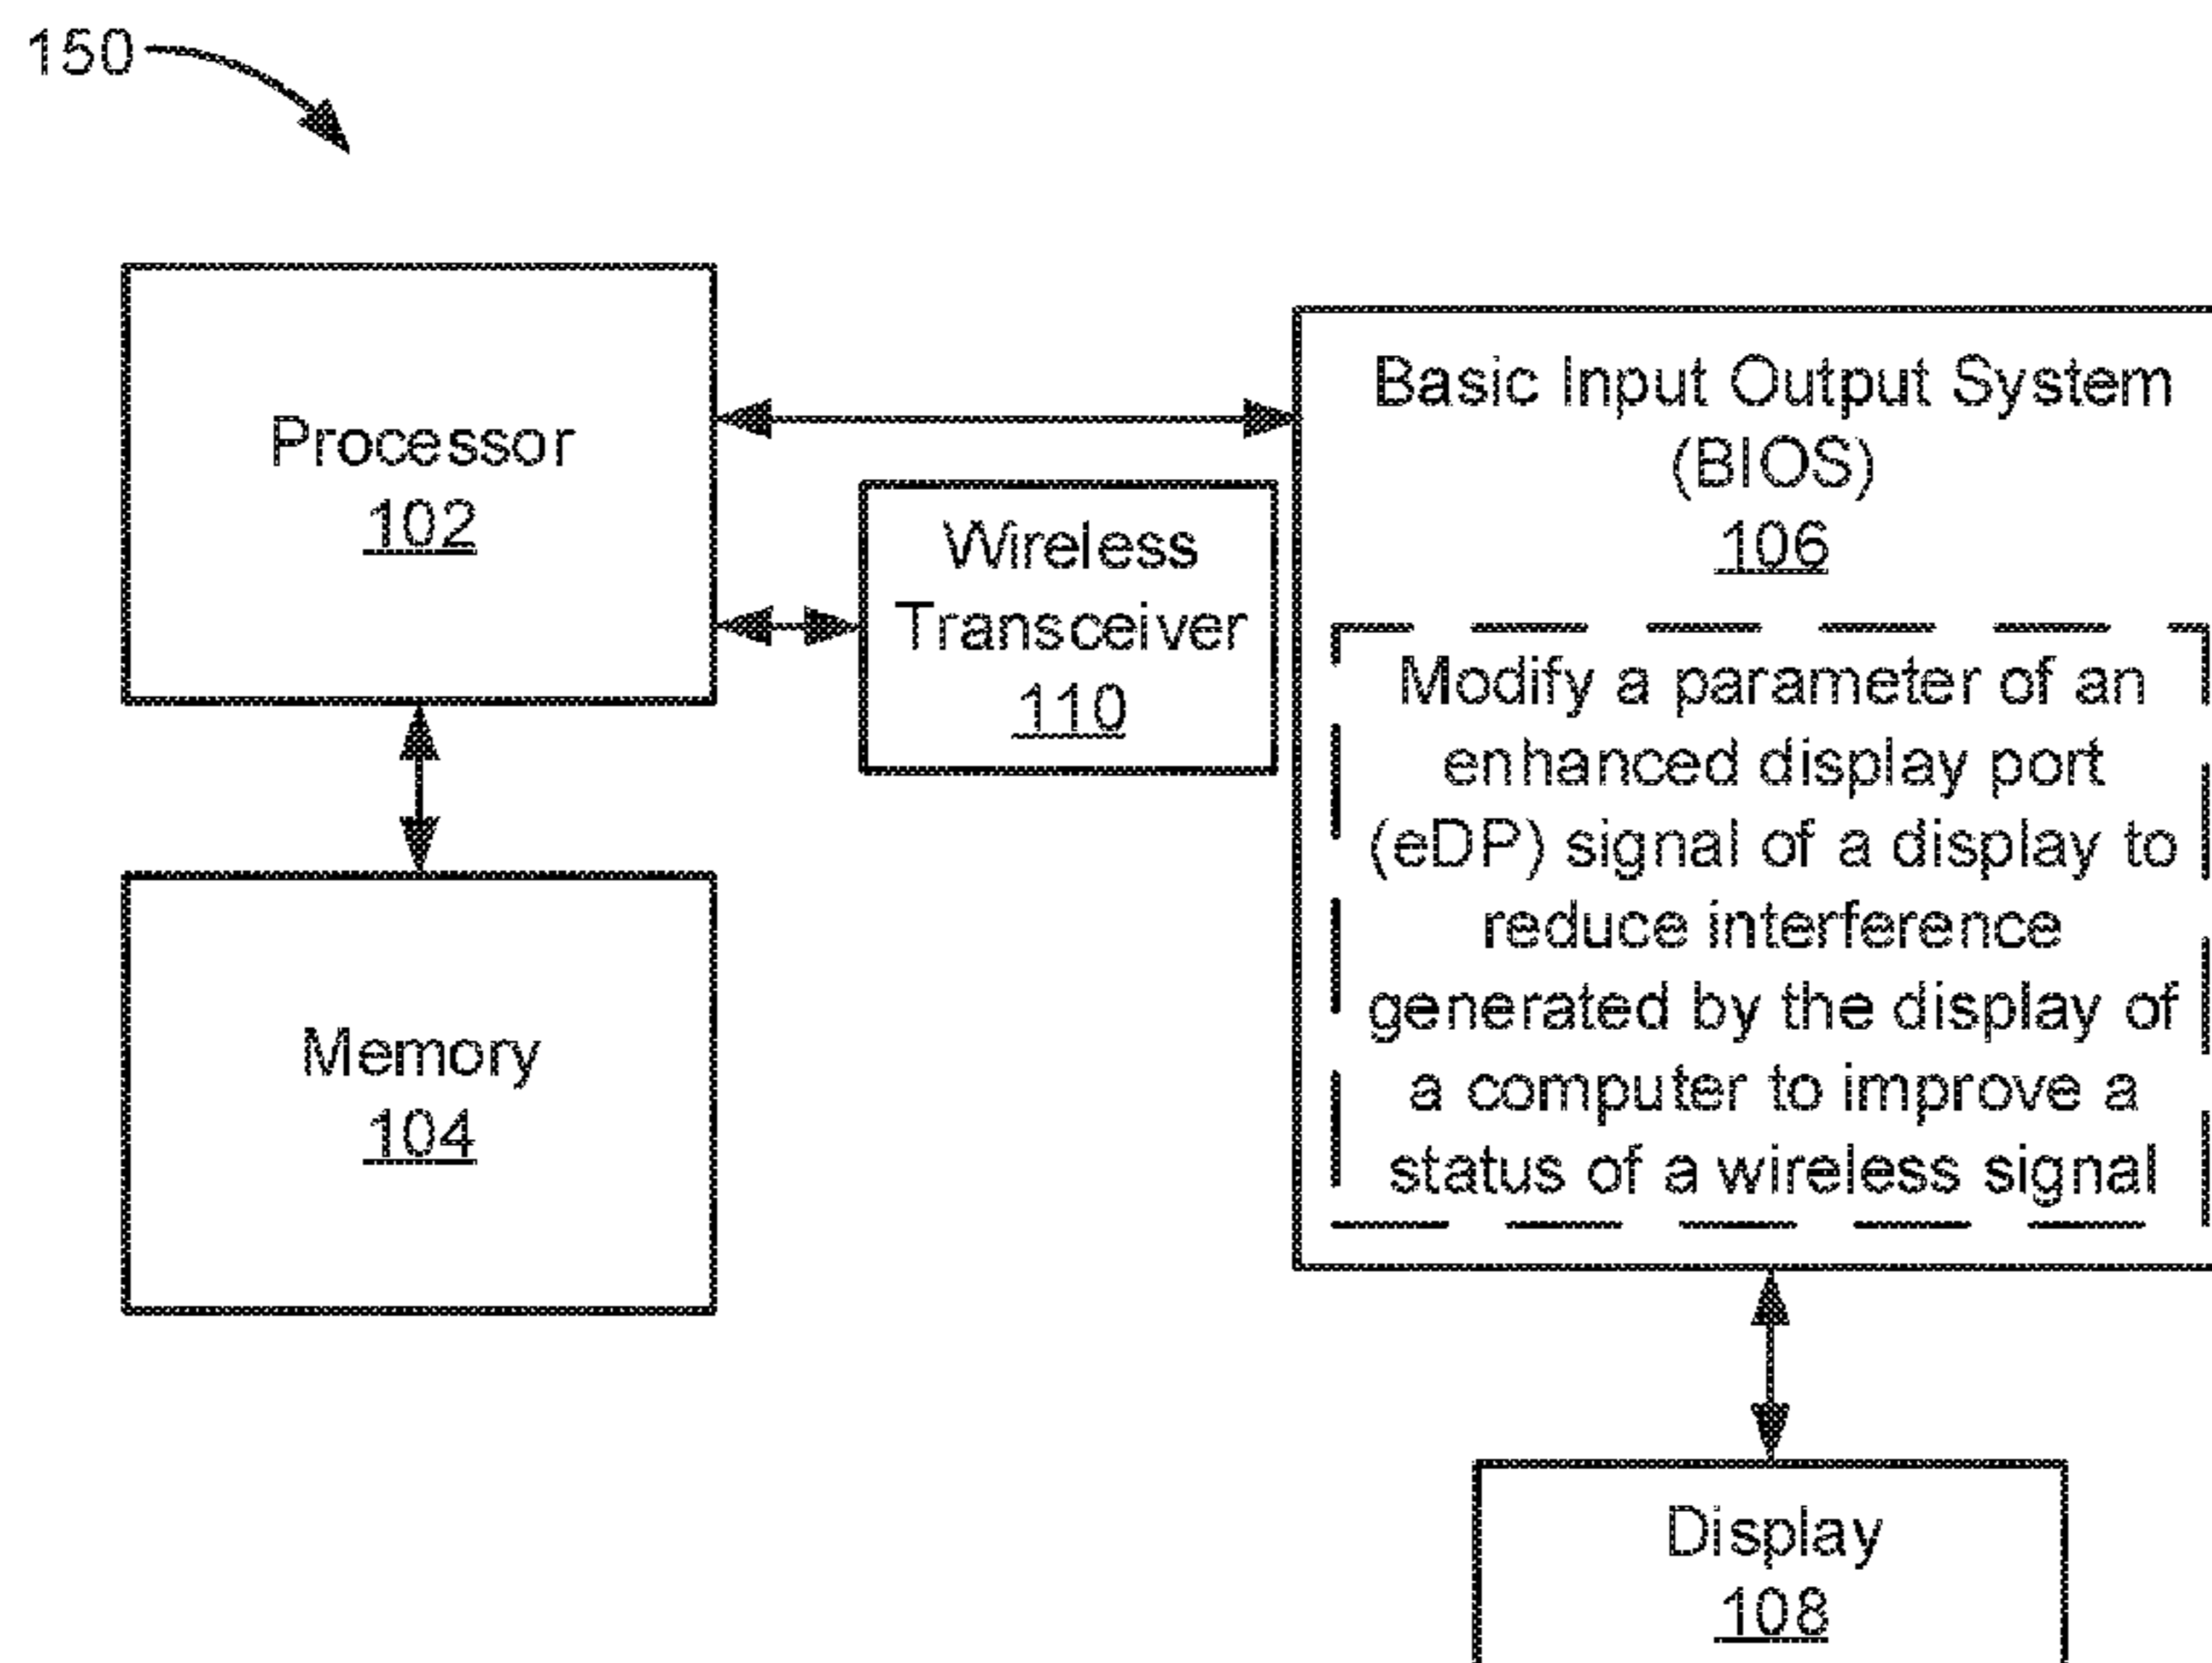 150
Processor
102
Wireless
Transceiver
110
Memory
104
Basic Input Output System
(BIOS)
106
Modify a parameter of an
enhanced display port
(eDP) signal of a display to
reduce interference
generated by the display of
a computer to improve a
status of a wireless signal
Display
108